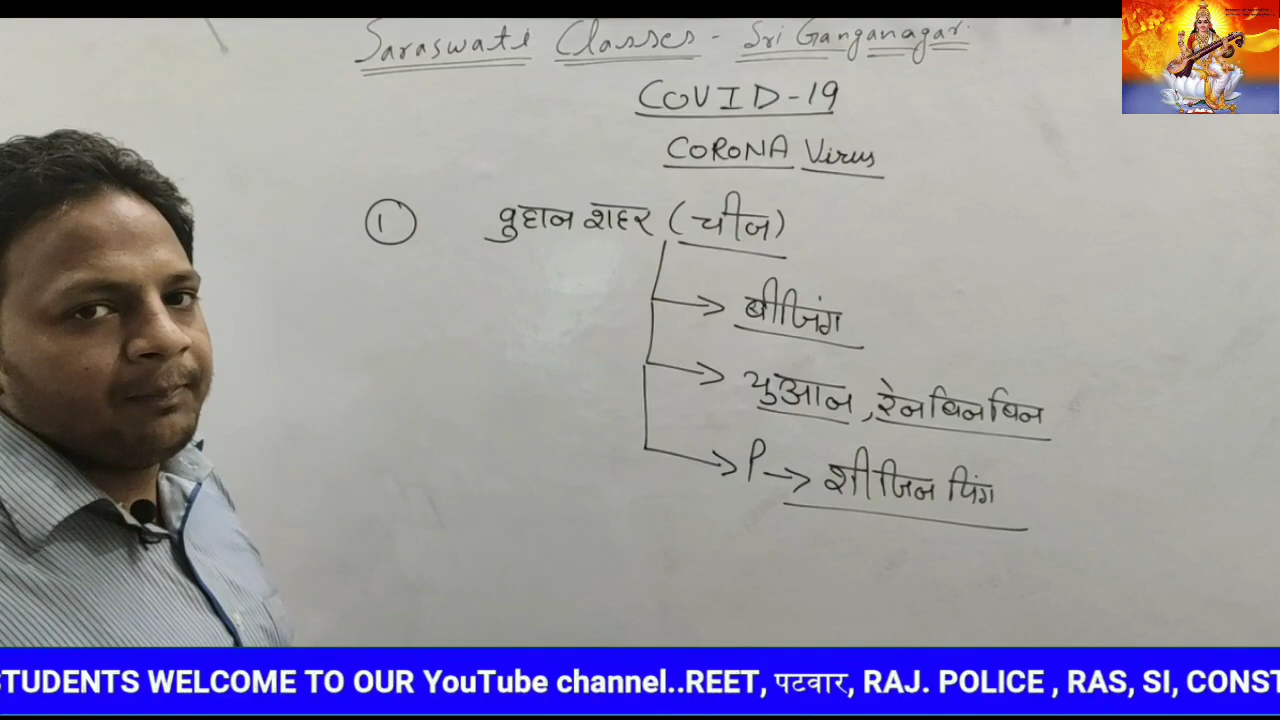 Saraswati Classes - Sri Ganganagar
COVID-19
CORONA Virus
① वुहान शहर (चीन)
→ बीजिंग
→ युआन, रेनबिनबिन
→ P → शीजिन पिंग
STUDENTS WELCOME TO OUR YouTube channel..REET, पटवार, RAJ. POLICE , RAS, SI, CONST